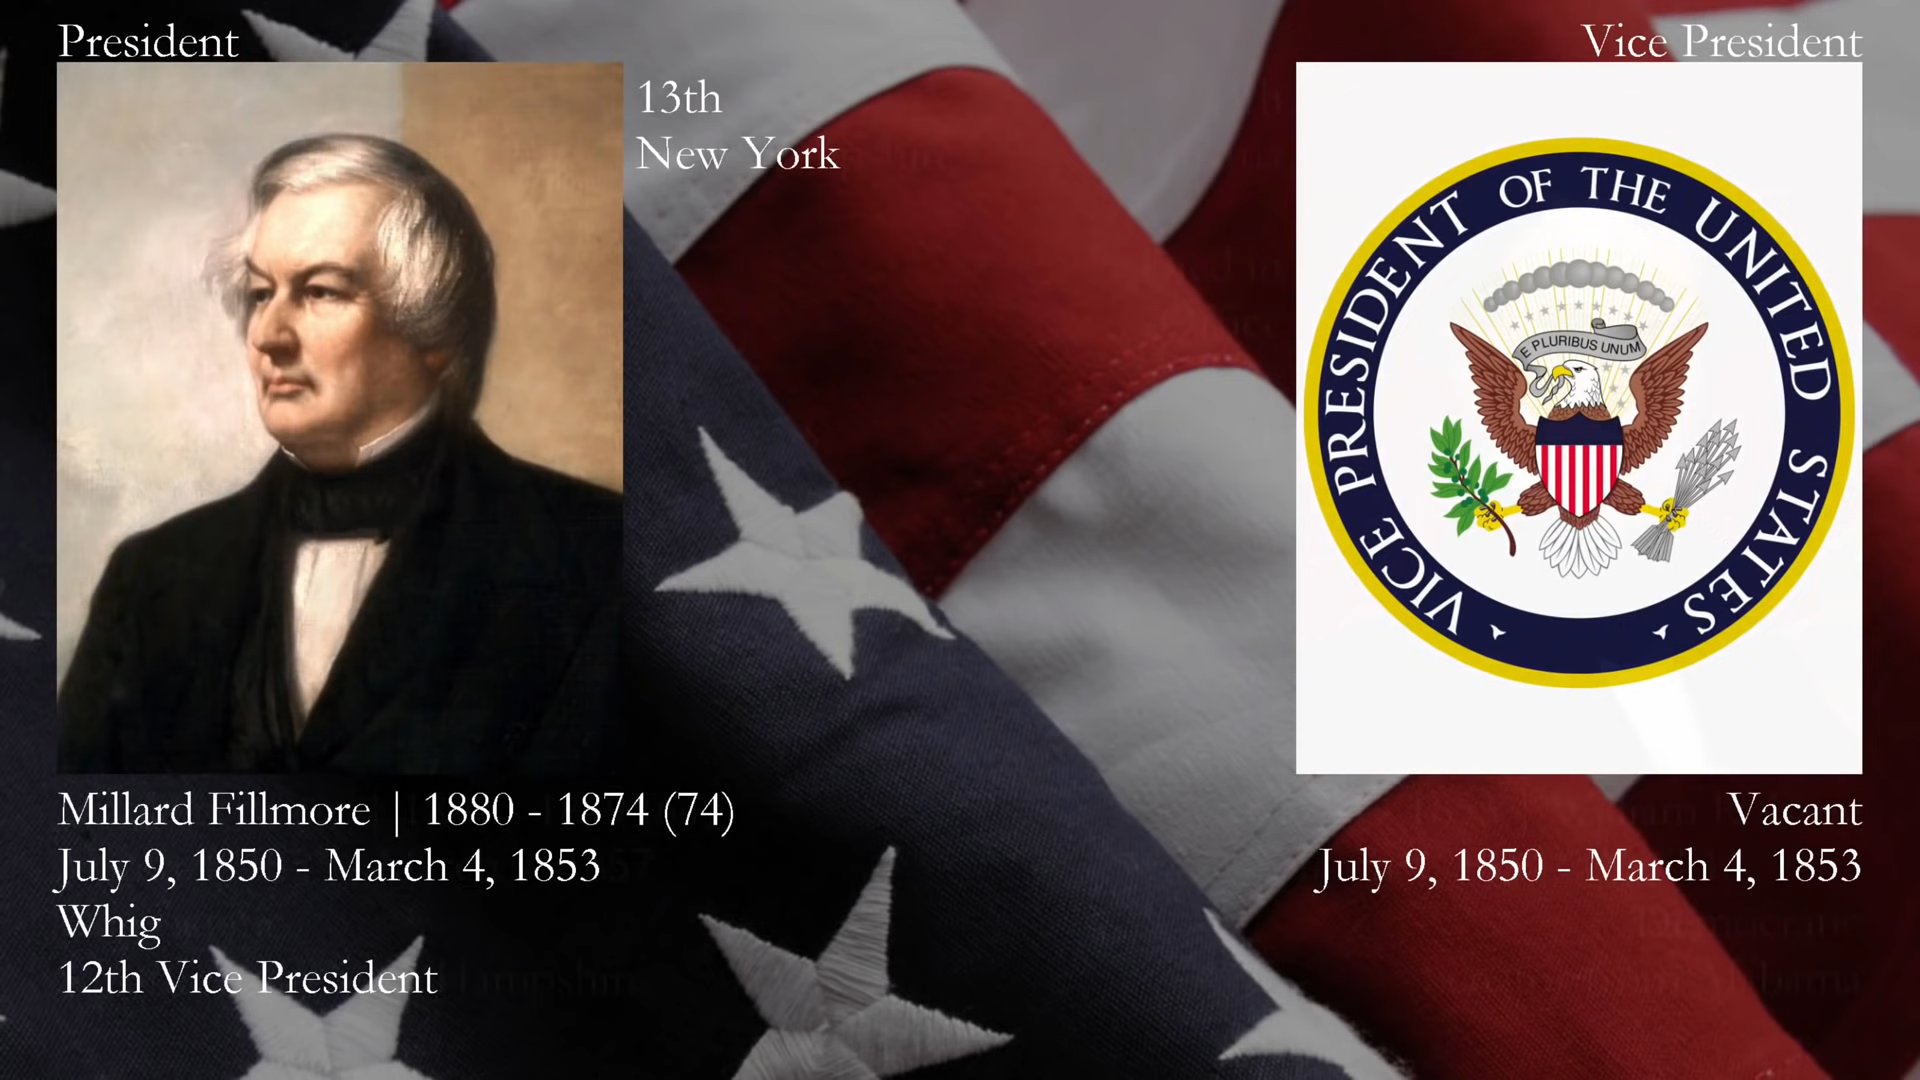 President
13th
New York
Millard Fillmore | 1880 - 1874 (74)
July 9, 1850 - March 4, 1853
Whig
12th Vice President
Vice President
VICE PRESIDENT OF THE UNITED STATES
E PLURIBUS UNUM
Vacant
July 9, 1850 - March 4, 1853